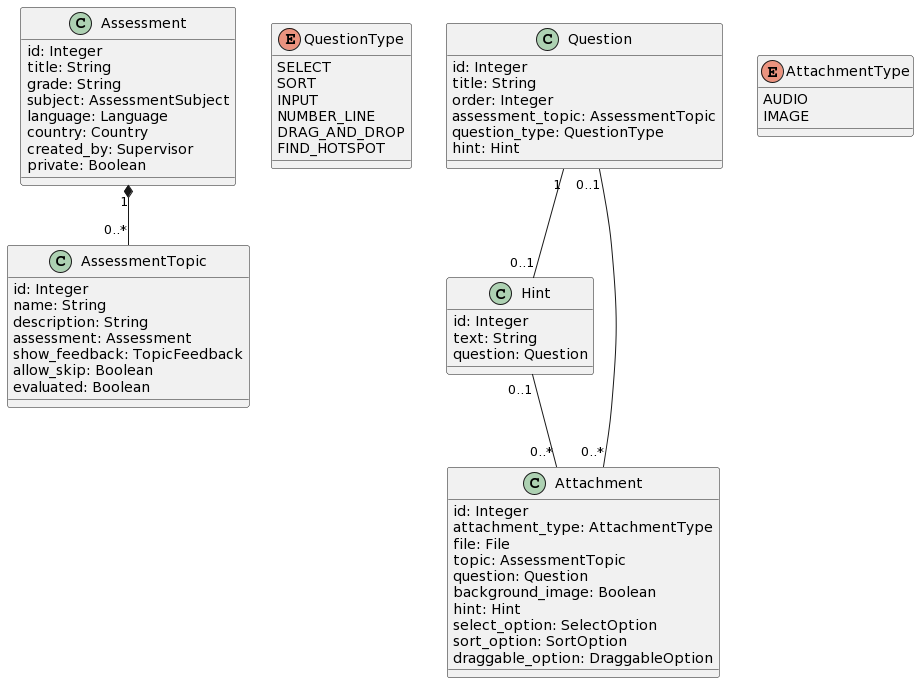 C Assessment
id: Integer
title: String
grade: String
subject: AssessmentSubject
language: Language
country: Country
created_by: Supervisor
private: Boolean
1
0..*
C AssessmentTopic
id: Integer
name: String
description: String
assessment: Assessment
show_feedback: TopicFeedback
allow_skip: Boolean
evaluated: Boolean
E QuestionType
SELECT
SORT
INPUT
NUMBER_LINE
DRAG_AND_DROP
FIND_HOTSPOT
C Question
id: Integer
title: String
order: Integer
assessment_topic: AssessmentTopic
question_type: QuestionType
hint: Hint
1 0..1
0..1
C Hint
id: Integer
text: String
question: Question
0..1
0..* 0..*
C Attachment
id: Integer
attachment_type: AttachmentType
file: File
topic: AssessmentTopic
question: Question
background_image: Boolean
hint: Hint
select_option: SelectOption
sort_option: SortOption
draggable_option: DraggableOption
E AttachmentType
AUDIO
IMAGE